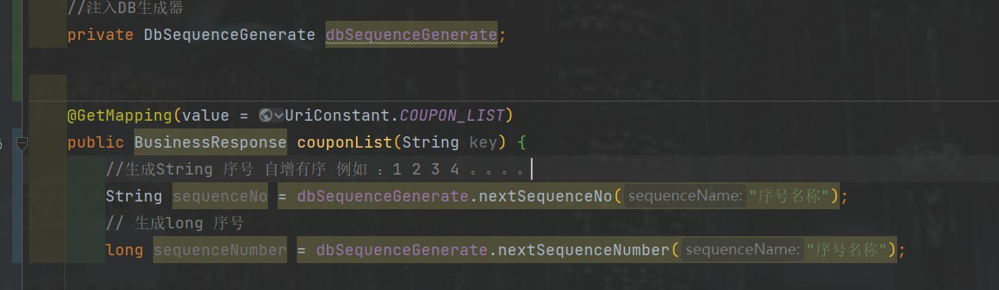 //注入DB生成器
private DbSequenceGenerate dbSequenceGenerate;
@GetMapping(value = UriConstant.COUPON_LIST)
public BusinessResponse couponList(String key) {
//生成String 序号 自增有序 例如 ：1 2 3 4 。。。。
String sequenceNo = dbSequenceGenerate.nextSequenceNo( sequenceName: "序号名称");
// 生成long 序号
long sequenceNumber = dbSequenceGenerate.nextSequenceNumber( sequenceName: "序号名称");